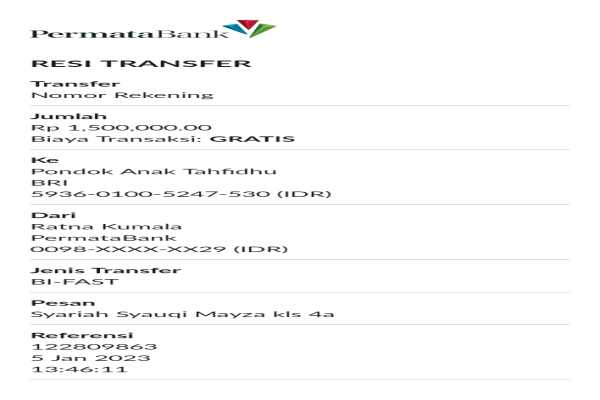 PermataBank
RESI TRANSFER
Transfer
Nomor Rekening
Jumlah
Rp 1,500,000.00
Biaya Transaksi: GRATIS
Ke
Pondok Anak Tahfidhu
BRI
5936-0100-5247-530 (IDR)
Dari
Ratna Kumala
PermataBank
0098-XXXX-XX29 (IDR)
Jenis Transfer
BI-FAST
Pesan
Syariah Syauqi Mayza kls 4a
Referensi
122809863
5 Jan 2023
13:46:11